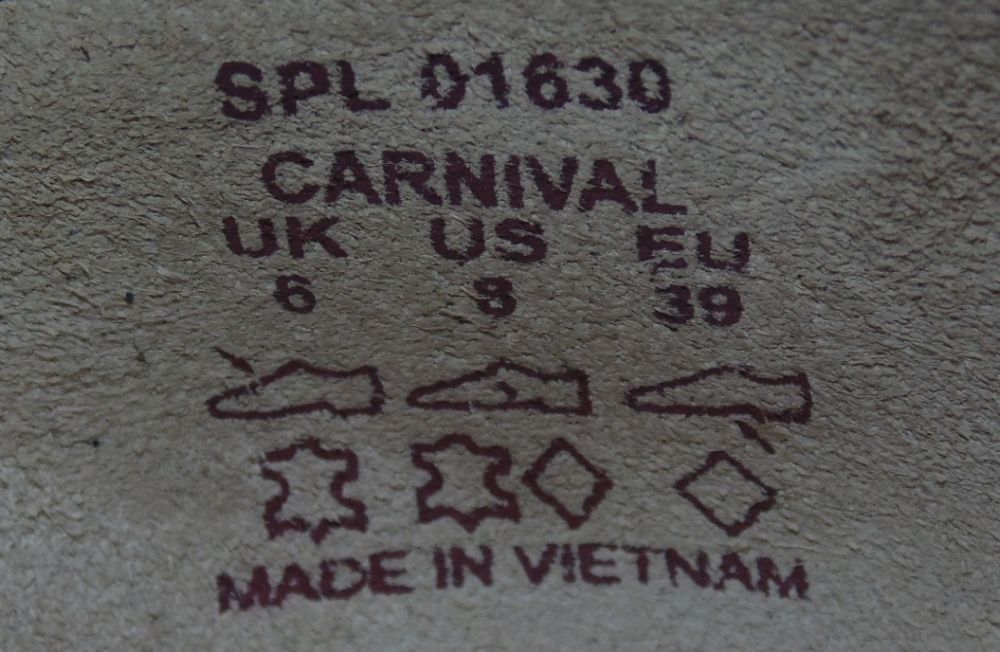 SPL 01630
CARNIVAL
UK US EU
6 8 39
MADE IN VIETNAM